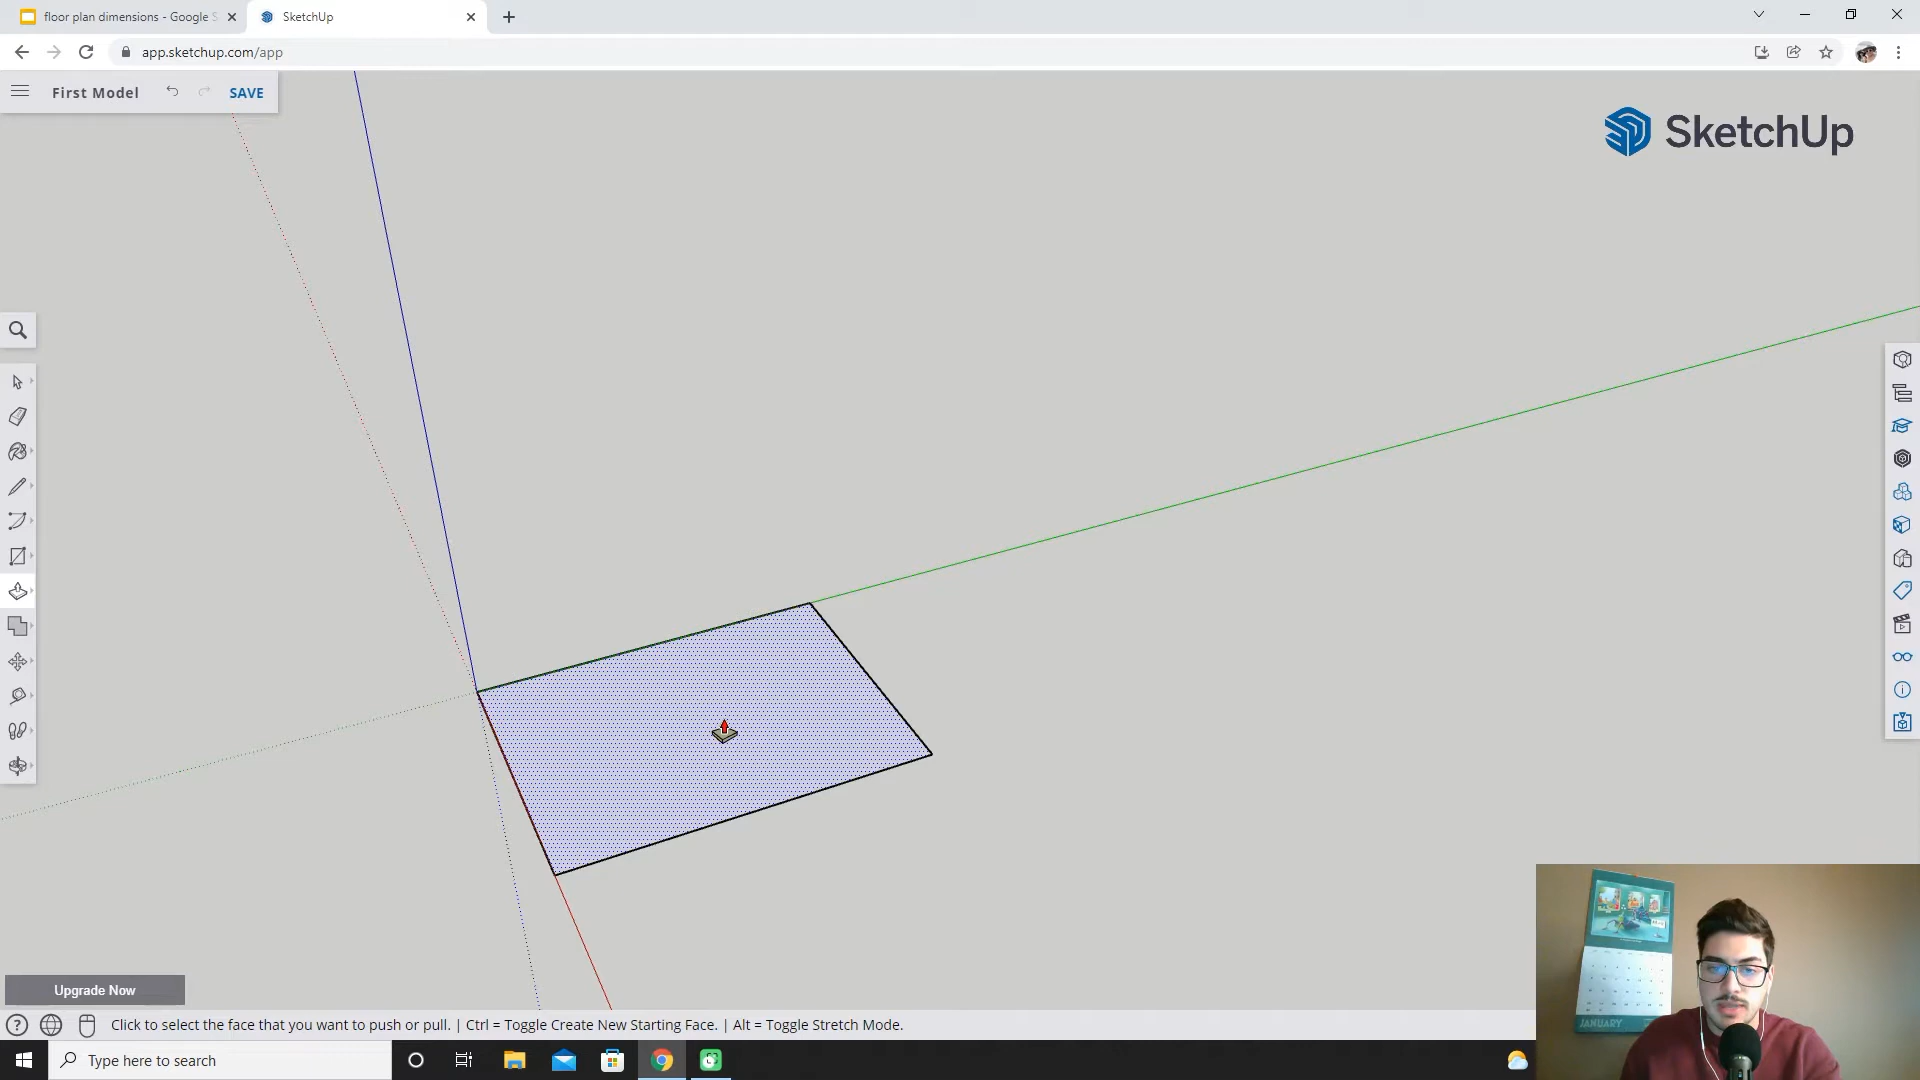 floor plan dimensions - Google S
SketchUp
app.sketchup.com/app
First Model
SAVE
SketchUp
Upgrade Now
Click to select the face that you want to push or pull. | Ctrl = Toggle Create New Starting Face. | Alt = Toggle Stretch Mode.
JANUARY
Type here to search